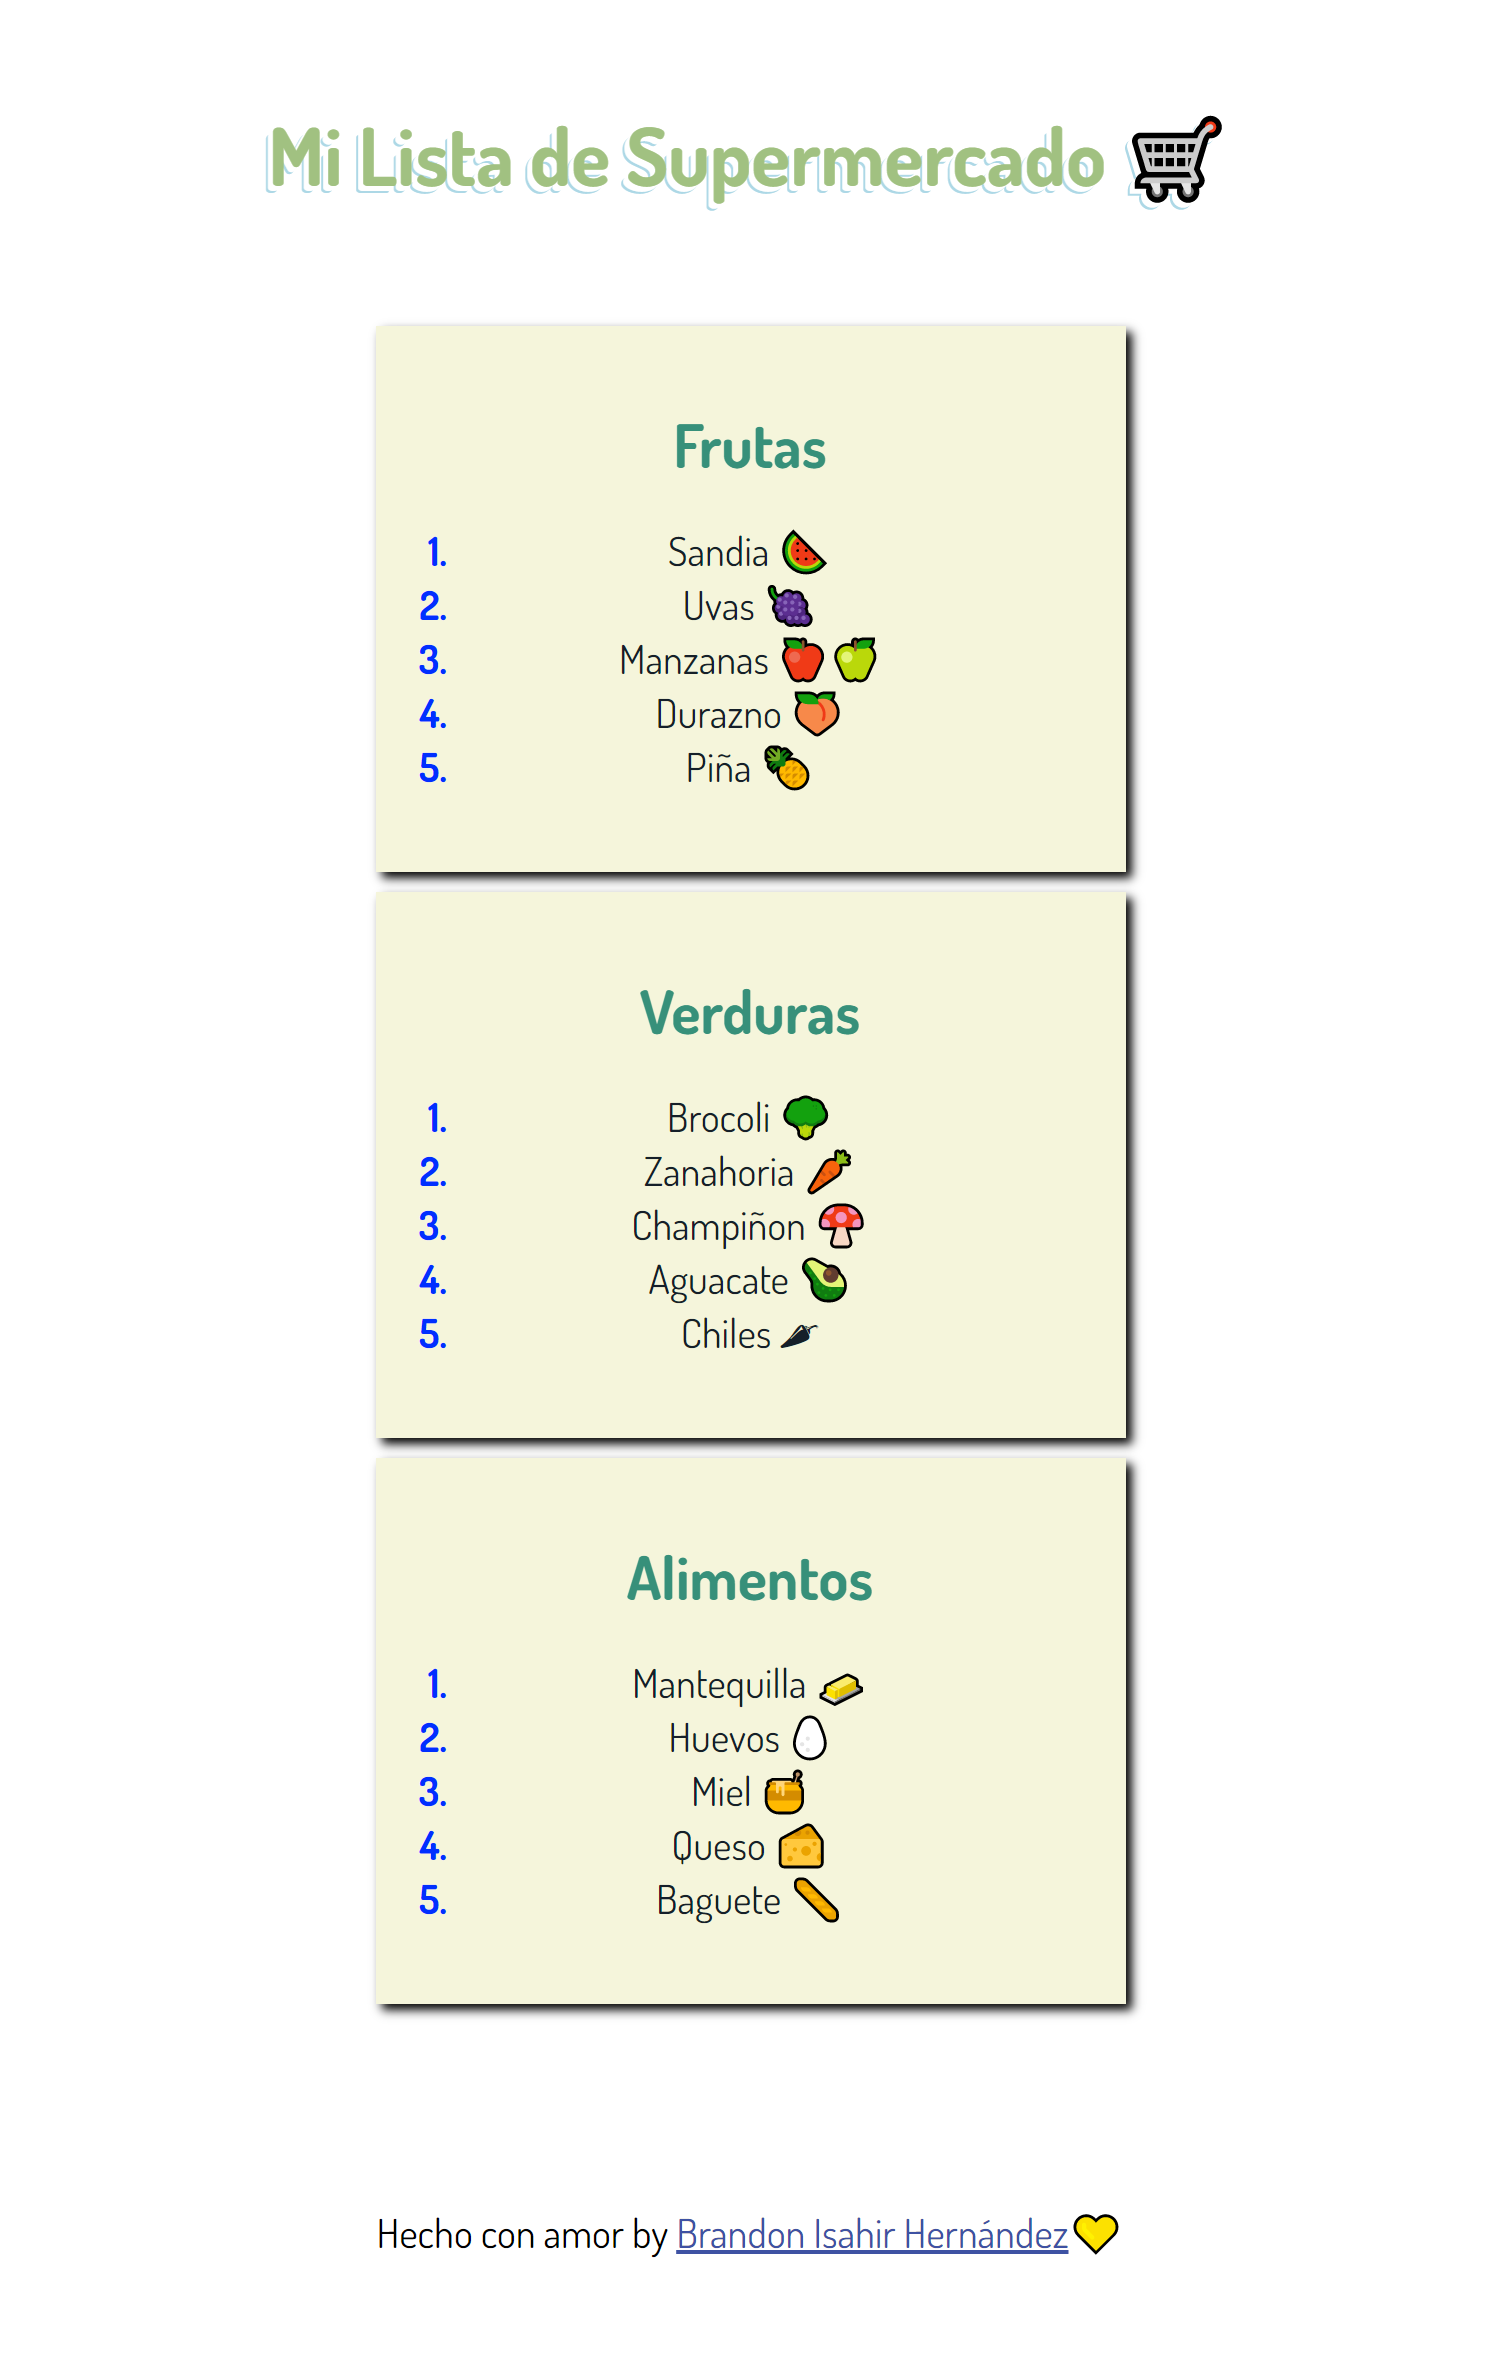 Mi Lista de Supermercado 🛒
Frutas
1. Sandia 🍉
2. Uvas 🍇
3. Manzanas 🍎🍏
4. Durazno 🍑
5. Piña 🍍
Verduras
1. Brocoli 🥦
2. Zanahoria 🥕
3. Champiñon 🍄
4. Aguacate 🥑
5. Chiles 🌶
Alimentos
1. Mantequilla 🧈
2. Huevos 🥚
3. Miel 🍯
4. Queso 🧀
5. Baguete 🥖
Hecho con amor by Brandon Isahir Hernández💛